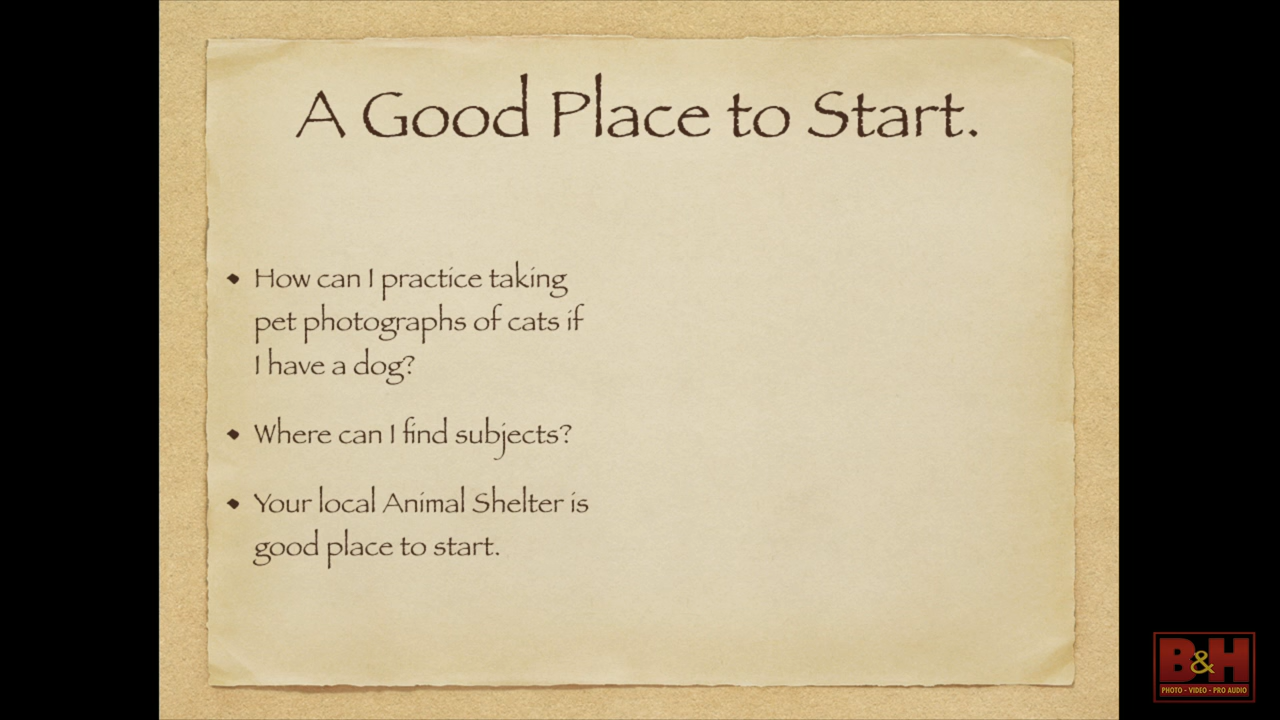 A Good Place to Start.
• How can I practice taking
pet photographs of cats if
I have a dog?
• Where can I find subjects?
• Your local Animal Shelter is
good place to start.
B&H
PHOTO - VIDEO - PRO AUDIO